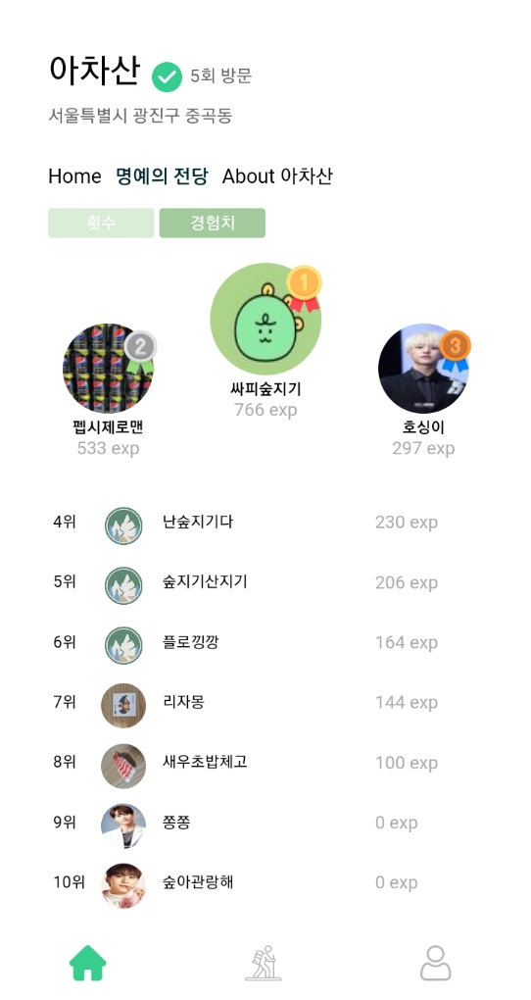 아차산 5회 방문
서울특별시 광진구 중곡동
Home 명예의 전당 About 아차산
횟수 경험치
1
싸피숲지기
766 exp
2
펩시제로맨
533 exp
3
호싱이
297 exp
4위 난숲지기다 230 exp
5위 숲지기산지기 206 exp
6위 플로낑깡 164 exp
7위 리자몽 144 exp
8위 새우초밥체고 100 exp
9위 쫑쫑 0 exp
10위 숲아관랑해 0 exp